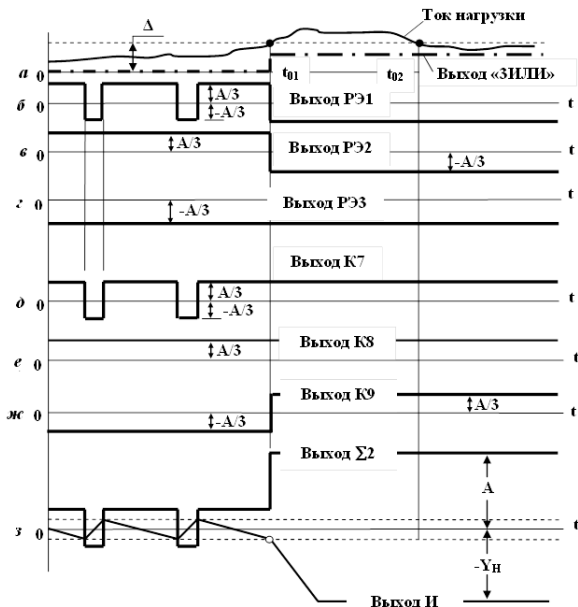 Ток нагрузки
Δ
а 0
t₀₁
t₀₂
Выход «ЗИЛИ»
б 0
А/3
-А/3
Выход РЭ1
t
в 0
А/3
Выход РЭ2
-А/3
t
г 0
-А/3
Выход РЭ3
t
Выход К7
д 0
А/3
-А/3
t
е 0
А/3
Выход К8
t
Выход К9
ж 0
-А/3
А/3
t
Выход Σ2
А
з 0
t
-Yн
Выход И